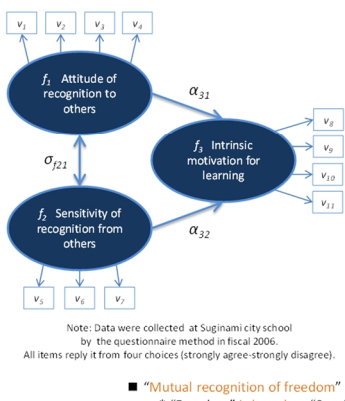 v1 v2 v3 v4
f1 Attitude of
recognition to
others
α31
v8
f3 Intrinsic
motivation for
learning
v9
v10
v11
σf21
f2 Sensitivity of
recognition from
others
α32
v5 v6 v7
Note: Data were collected at Suginami city school
by the questionnaire method in fiscal 2006.
All items reply it from four choices (strongly agree-strongly disagree).
■ “Mutual recognition of freedom”